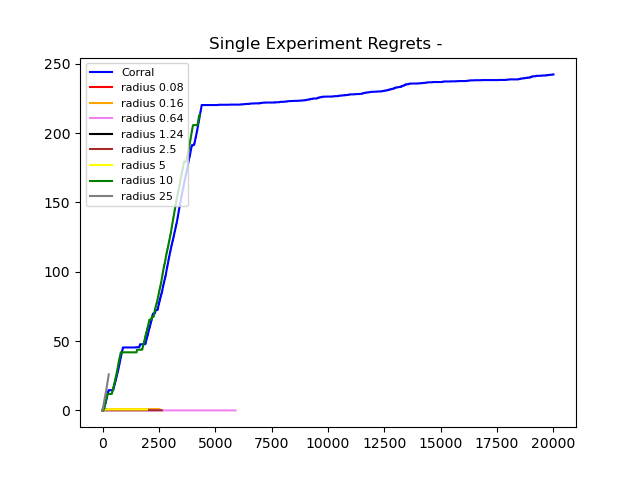 Single Experiment Regrets -
250
200
150
100
50
0
Corral
radius 0.08
radius 0.16
radius 0.64
radius 1.24
radius 2.5
radius 5
radius 10
radius 25
0 2500 5000 7500 10000 12500 15000 17500 20000